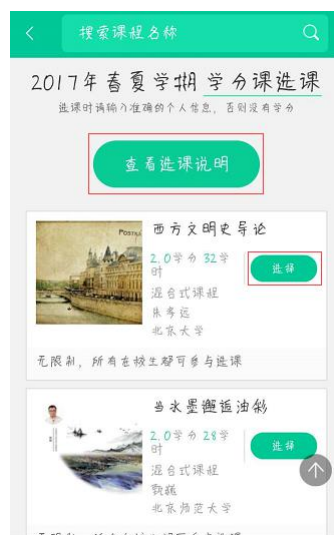 搜索课程名称
2017年春夏学期 学分课选课
选课时请输入准确的个人信息，否则没有学分
查看选课说明
西方文明史导论
2.0学分 32学时
选择
混合式课程
朱孝远
北京大学
无限制，所有在校生都可参与选课
当水墨邂逅油彩
2.0学分 28学时
选择
混合式课程
北京师范大学